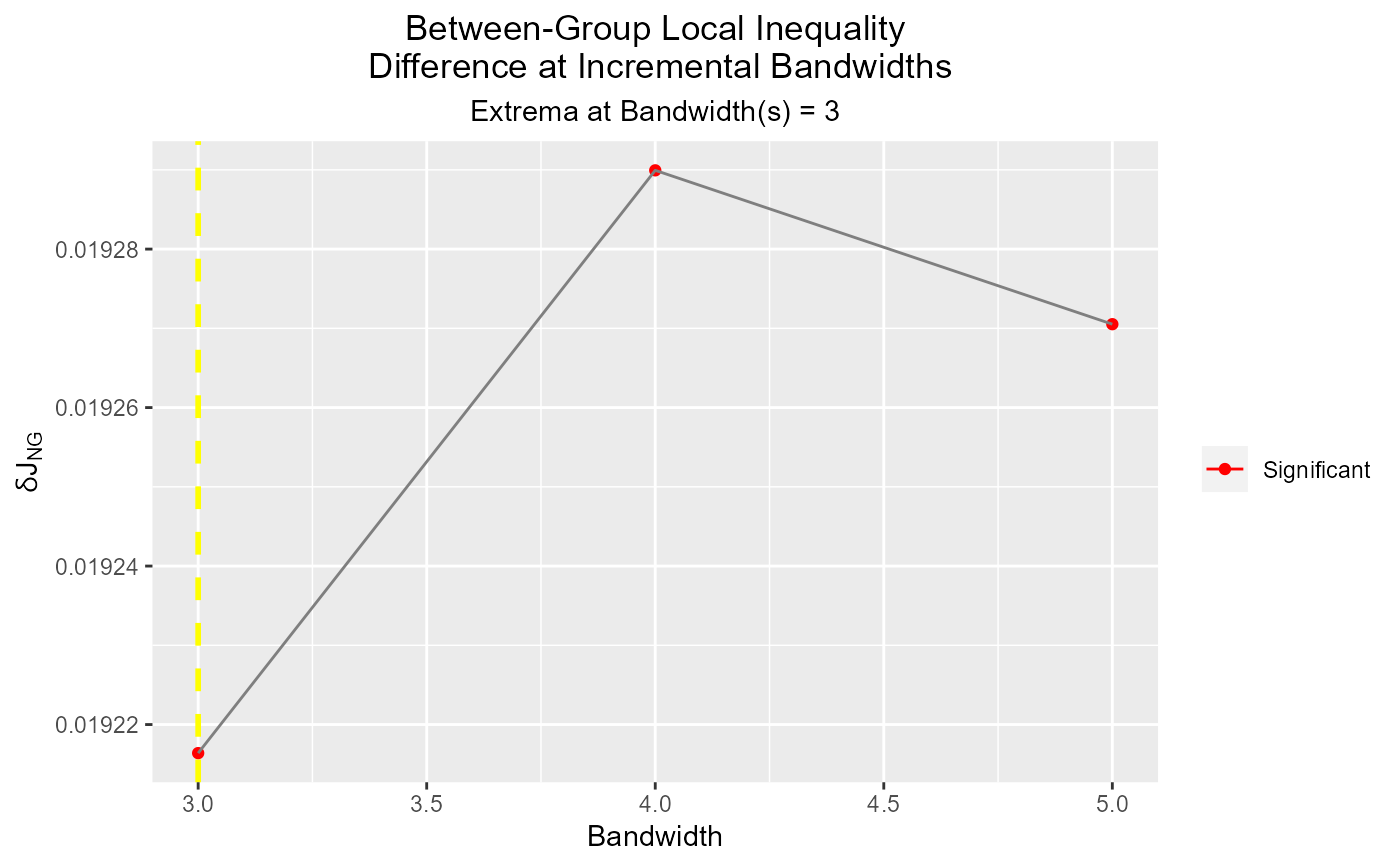 Between-Group Local Inequality
Difference at Incremental Bandwidths
Extrema at Bandwidth(s) = 3
0.01928
0.01926
0.01924
0.01922
δJNG
3.0 3.5 4.0 4.5 5.0
Bandwidth
Significant